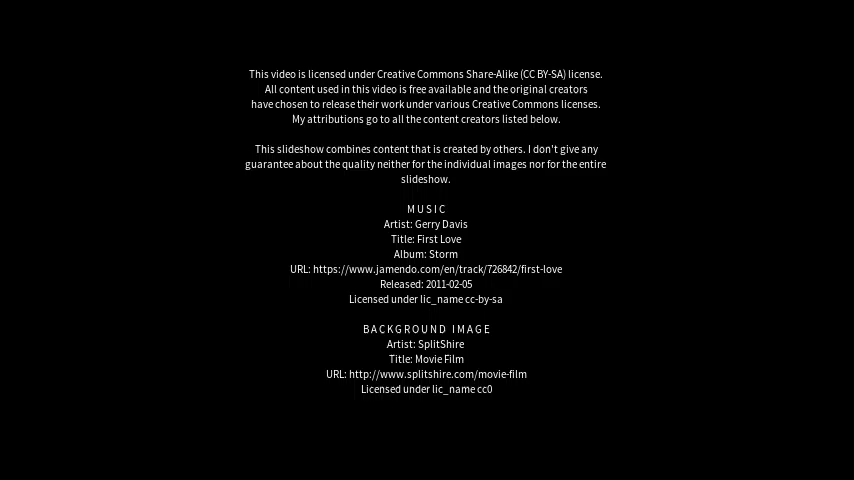 This video is licensed under Creative Commons Share-Alike (CC BY-SA) license.
All content used in this video is free available and the original creators
have chosen to release their work under various Creative Commons licenses.
My attributions go to all the content creators listed below.
This slideshow combines content that is created by others. I don't give any
guarantee about the quality neither for the individual images nor for the entire
slideshow.
MUSIC
Artist: Gerry Davis
Title: First Love
Album: Storm
URL: https://www.jamendo.com/en/track/726842/first-love
Released: 2011-02-05
Licensed under lic_name cc-by-sa
BACKGROUND IMAGE
Artist: SplitShire
Title: Movie Film
URL: http://www.splitshire.com/movie-film
Licensed under lic_name cc0